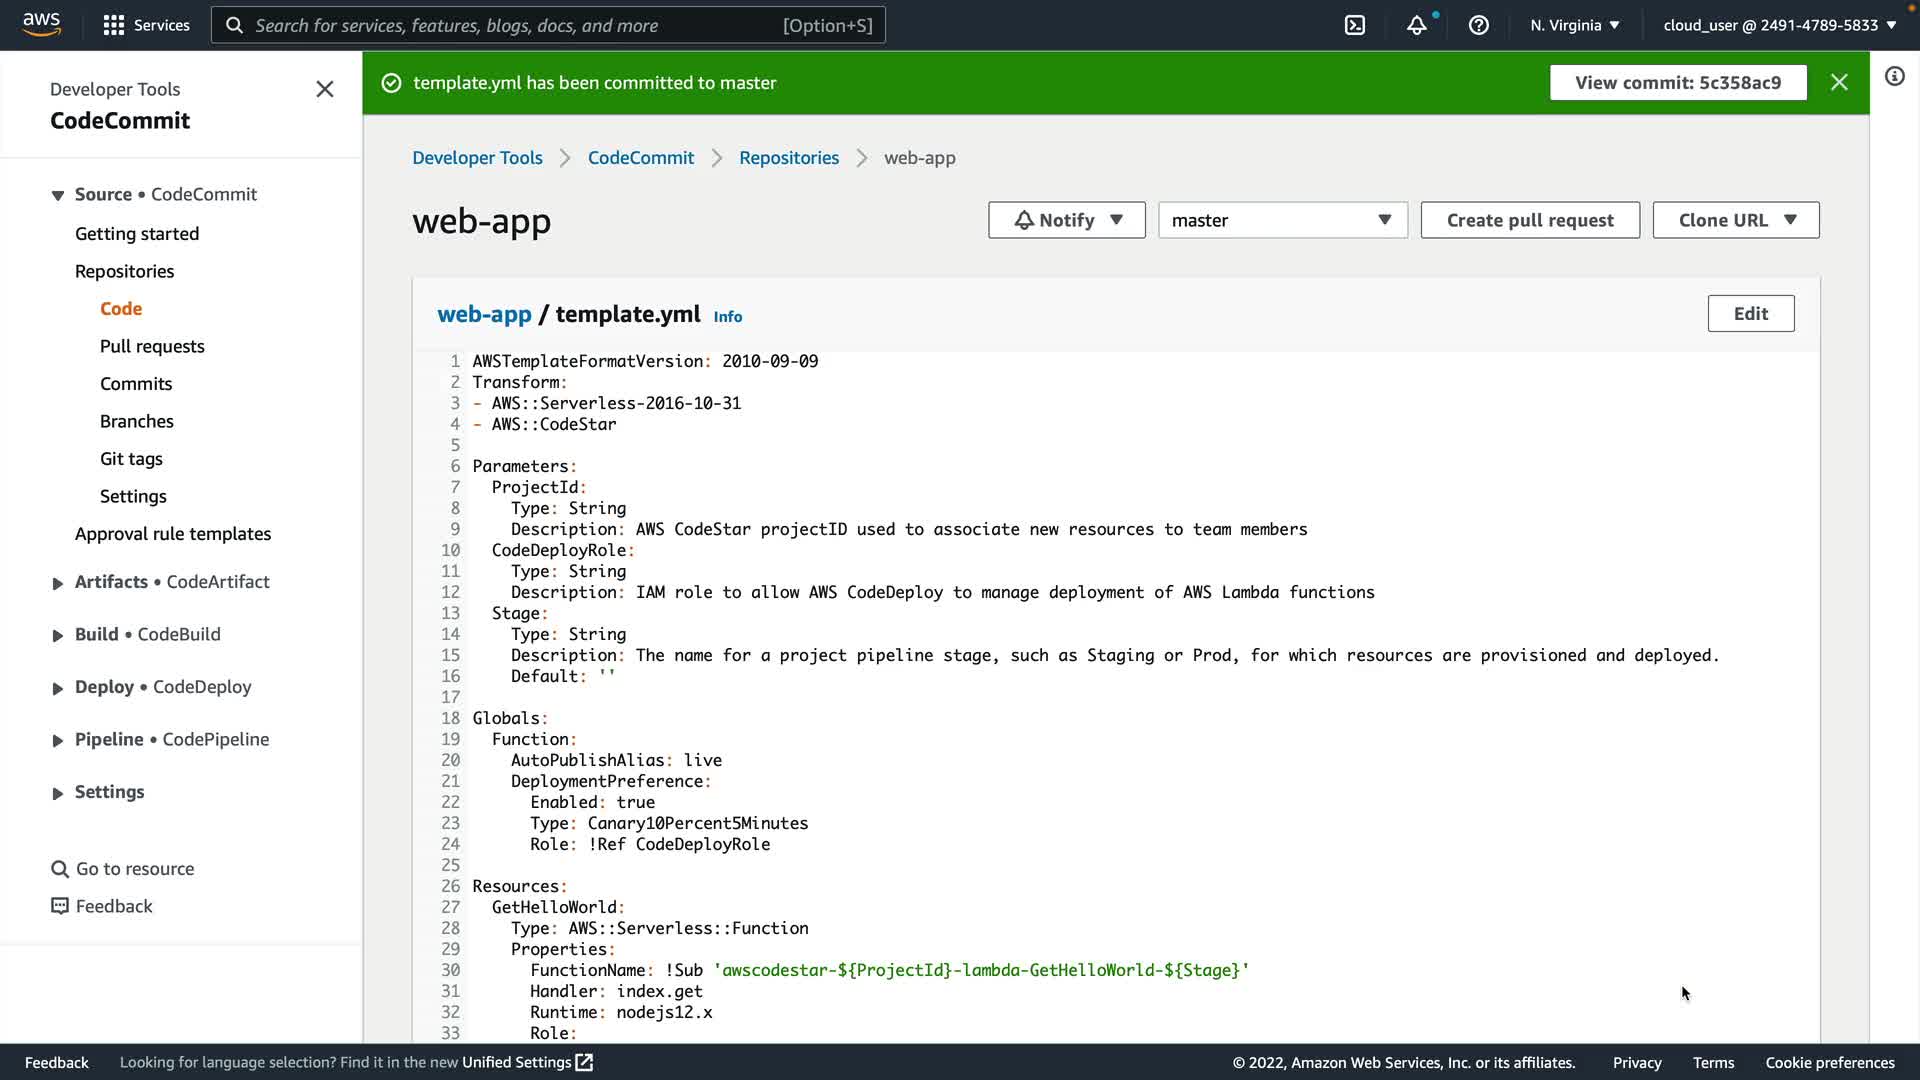 aws
Services
Search for services, features, blogs, docs, and more
[Option+S]
N. Virginia
cloud_user @ 2491-4789-5833
Developer Tools
CodeCommit
Source • CodeCommit
Getting started
Repositories
Code
Pull requests
Commits
Branches
Git tags
Settings
Approval rule templates
Artifacts • CodeArtifact
Build • CodeBuild
Deploy • CodeDeploy
Pipeline • CodePipeline
Settings
Go to resource
Feedback
template.yml has been committed to master
View commit: 5c358ac9
Developer Tools > CodeCommit > Repositories > web-app
web-app
Notify
master
Create pull request
Clone URL
web-app / template.yml Info
Edit
1 AWSTemplateFormatVersion: 2010-09-09
2 Transform:
3 - AWS::Serverless-2016-10-31
4 - AWS::CodeStar
5
6 Parameters:
7   ProjectId:
8     Type: String
9     Description: AWS CodeStar projectID used to associate new resources to team members
10   CodeDeployRole:
11     Type: String
12     Description: IAM role to allow AWS CodeDeploy to manage deployment of AWS Lambda functions
13   Stage:
14     Type: String
15     Description: The name for a project pipeline stage, such as Staging or Prod, for which resources are provisioned and deployed.
16     Default: ''
17
18 Globals:
19   Function:
20     AutoPublishAlias: live
21     DeploymentPreference:
22       Enabled: true
23       Type: Canary10Percent5Minutes
24       Role: !Ref CodeDeployRole
25
26 Resources:
27   GetHelloWorld:
28     Type: AWS::Serverless::Function
29     Properties:
30       FunctionName: !Sub 'awscodestar-${ProjectId}-lambda-GetHelloWorld-${Stage}'
31       Handler: index.get
32       Runtime: nodejs12.x
33       Role:
Feedback
Looking for language selection? Find it in the new Unified Settings
© 2022, Amazon Web Services, Inc. or its affiliates.
Privacy
Terms
Cookie preferences